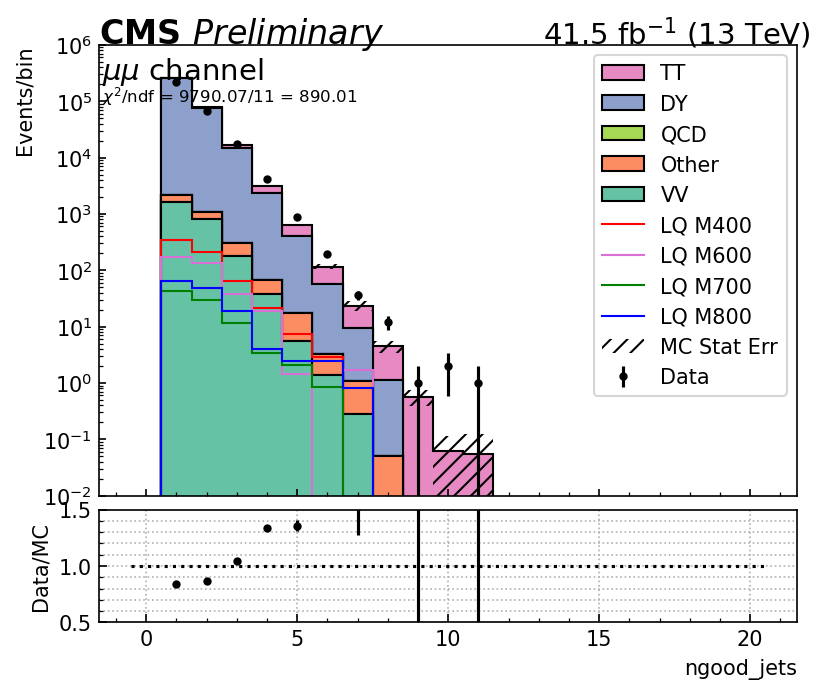 CMS Preliminary 41.5 fb⁻¹ (13 TeV)
μμ channel
χ²/ndf = 9790.07/11 = 890.01
Events/bin
10⁶
10⁵
10⁴
10³
10²
10¹
10⁰
10⁻¹
10⁻²
TT
DY
QCD
Other
VV
LQ M400
LQ M600
LQ M700
LQ M800
MC Stat Err
Data
Data/MC
1.5
1.0
0.5
0 5 10 15 20
ngood_jets